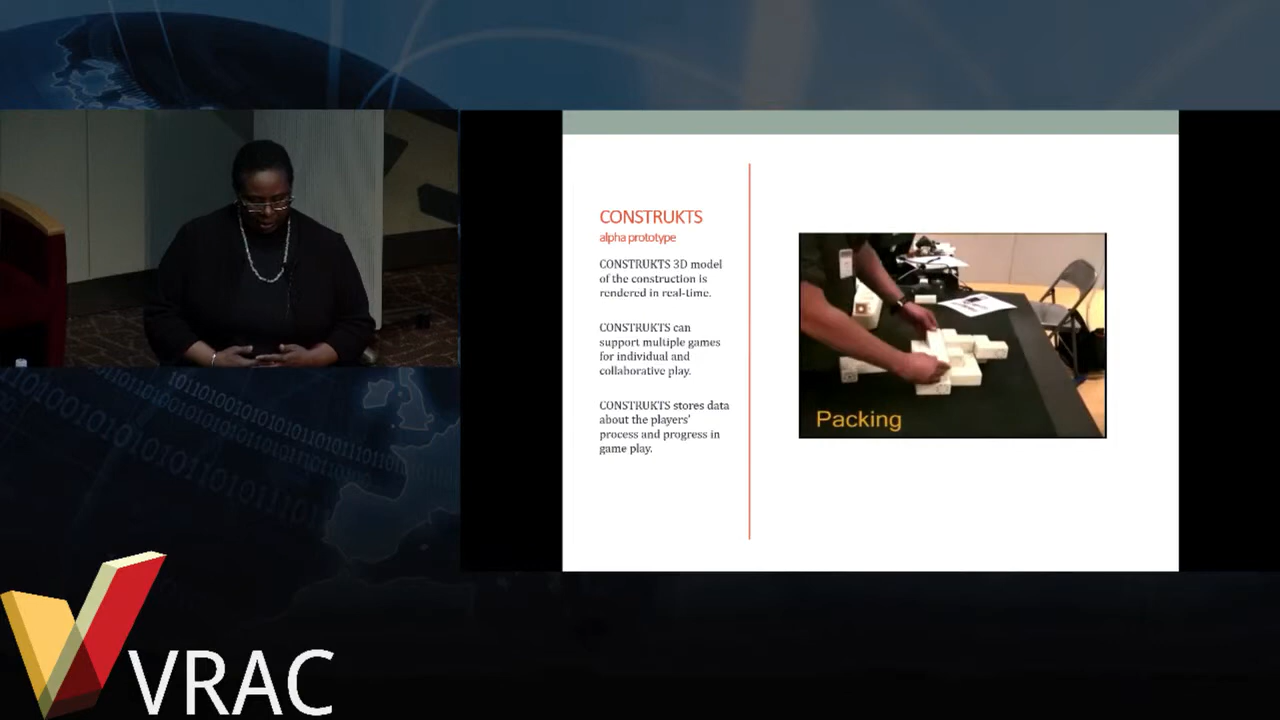 CONSTRUKTS
alpha prototype
CONSTRUKTS 3D model
of the construction is
rendered in real-time.
CONSTRUKTS can
support multiple games
for individual and
collaborative play.
CONSTRUKTS stores data
about the players'
process and progress in
game play.
Packing
VRAC